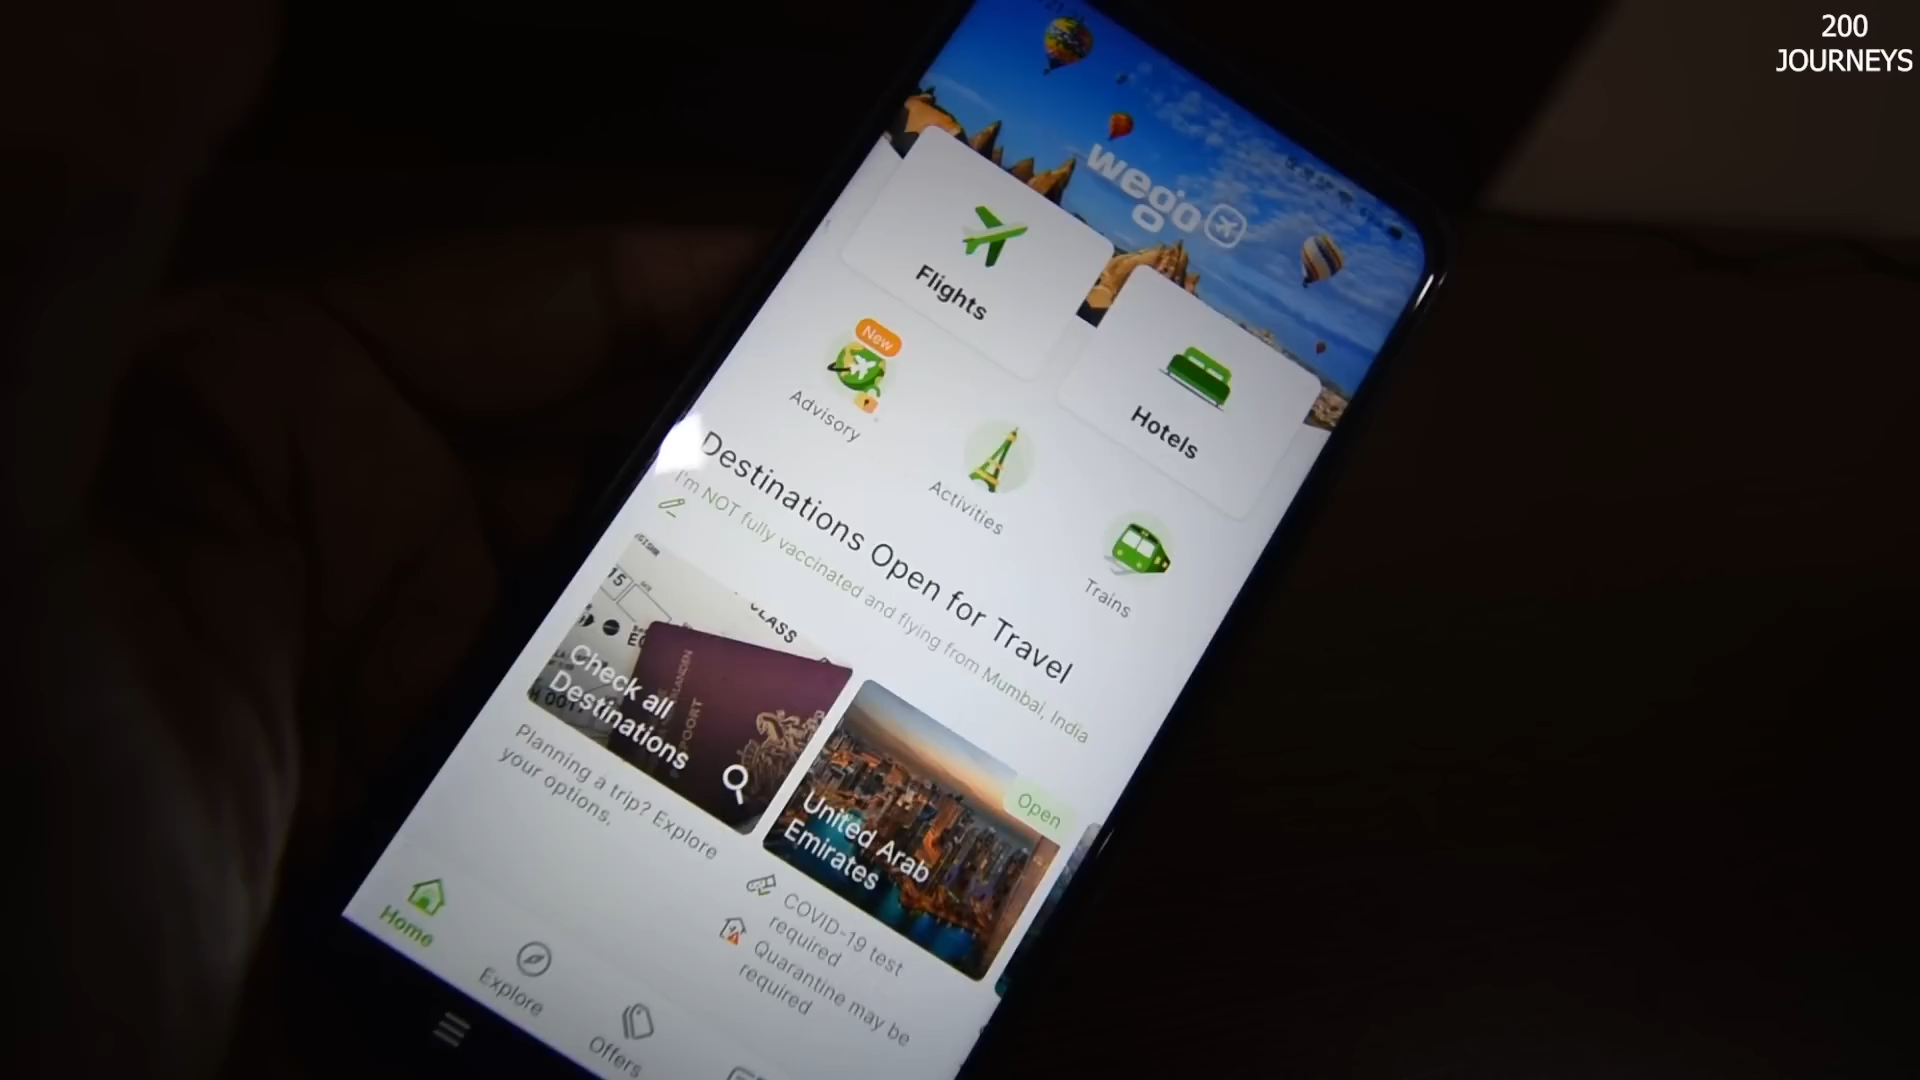 200
JOURNEYS
wego
Flights
Hotels
New
Advisory
Activities
Trains
Destinations Open for Travel
I'm NOT fully vaccinated and flying from Mumbai, India
15
CLASS
Check all
Destinations
Planning a trip? Explore
your options.
Open
United Arab
Emirates
COVID-19 test
required
Quarantine may be
required
Home
Explore
Offers